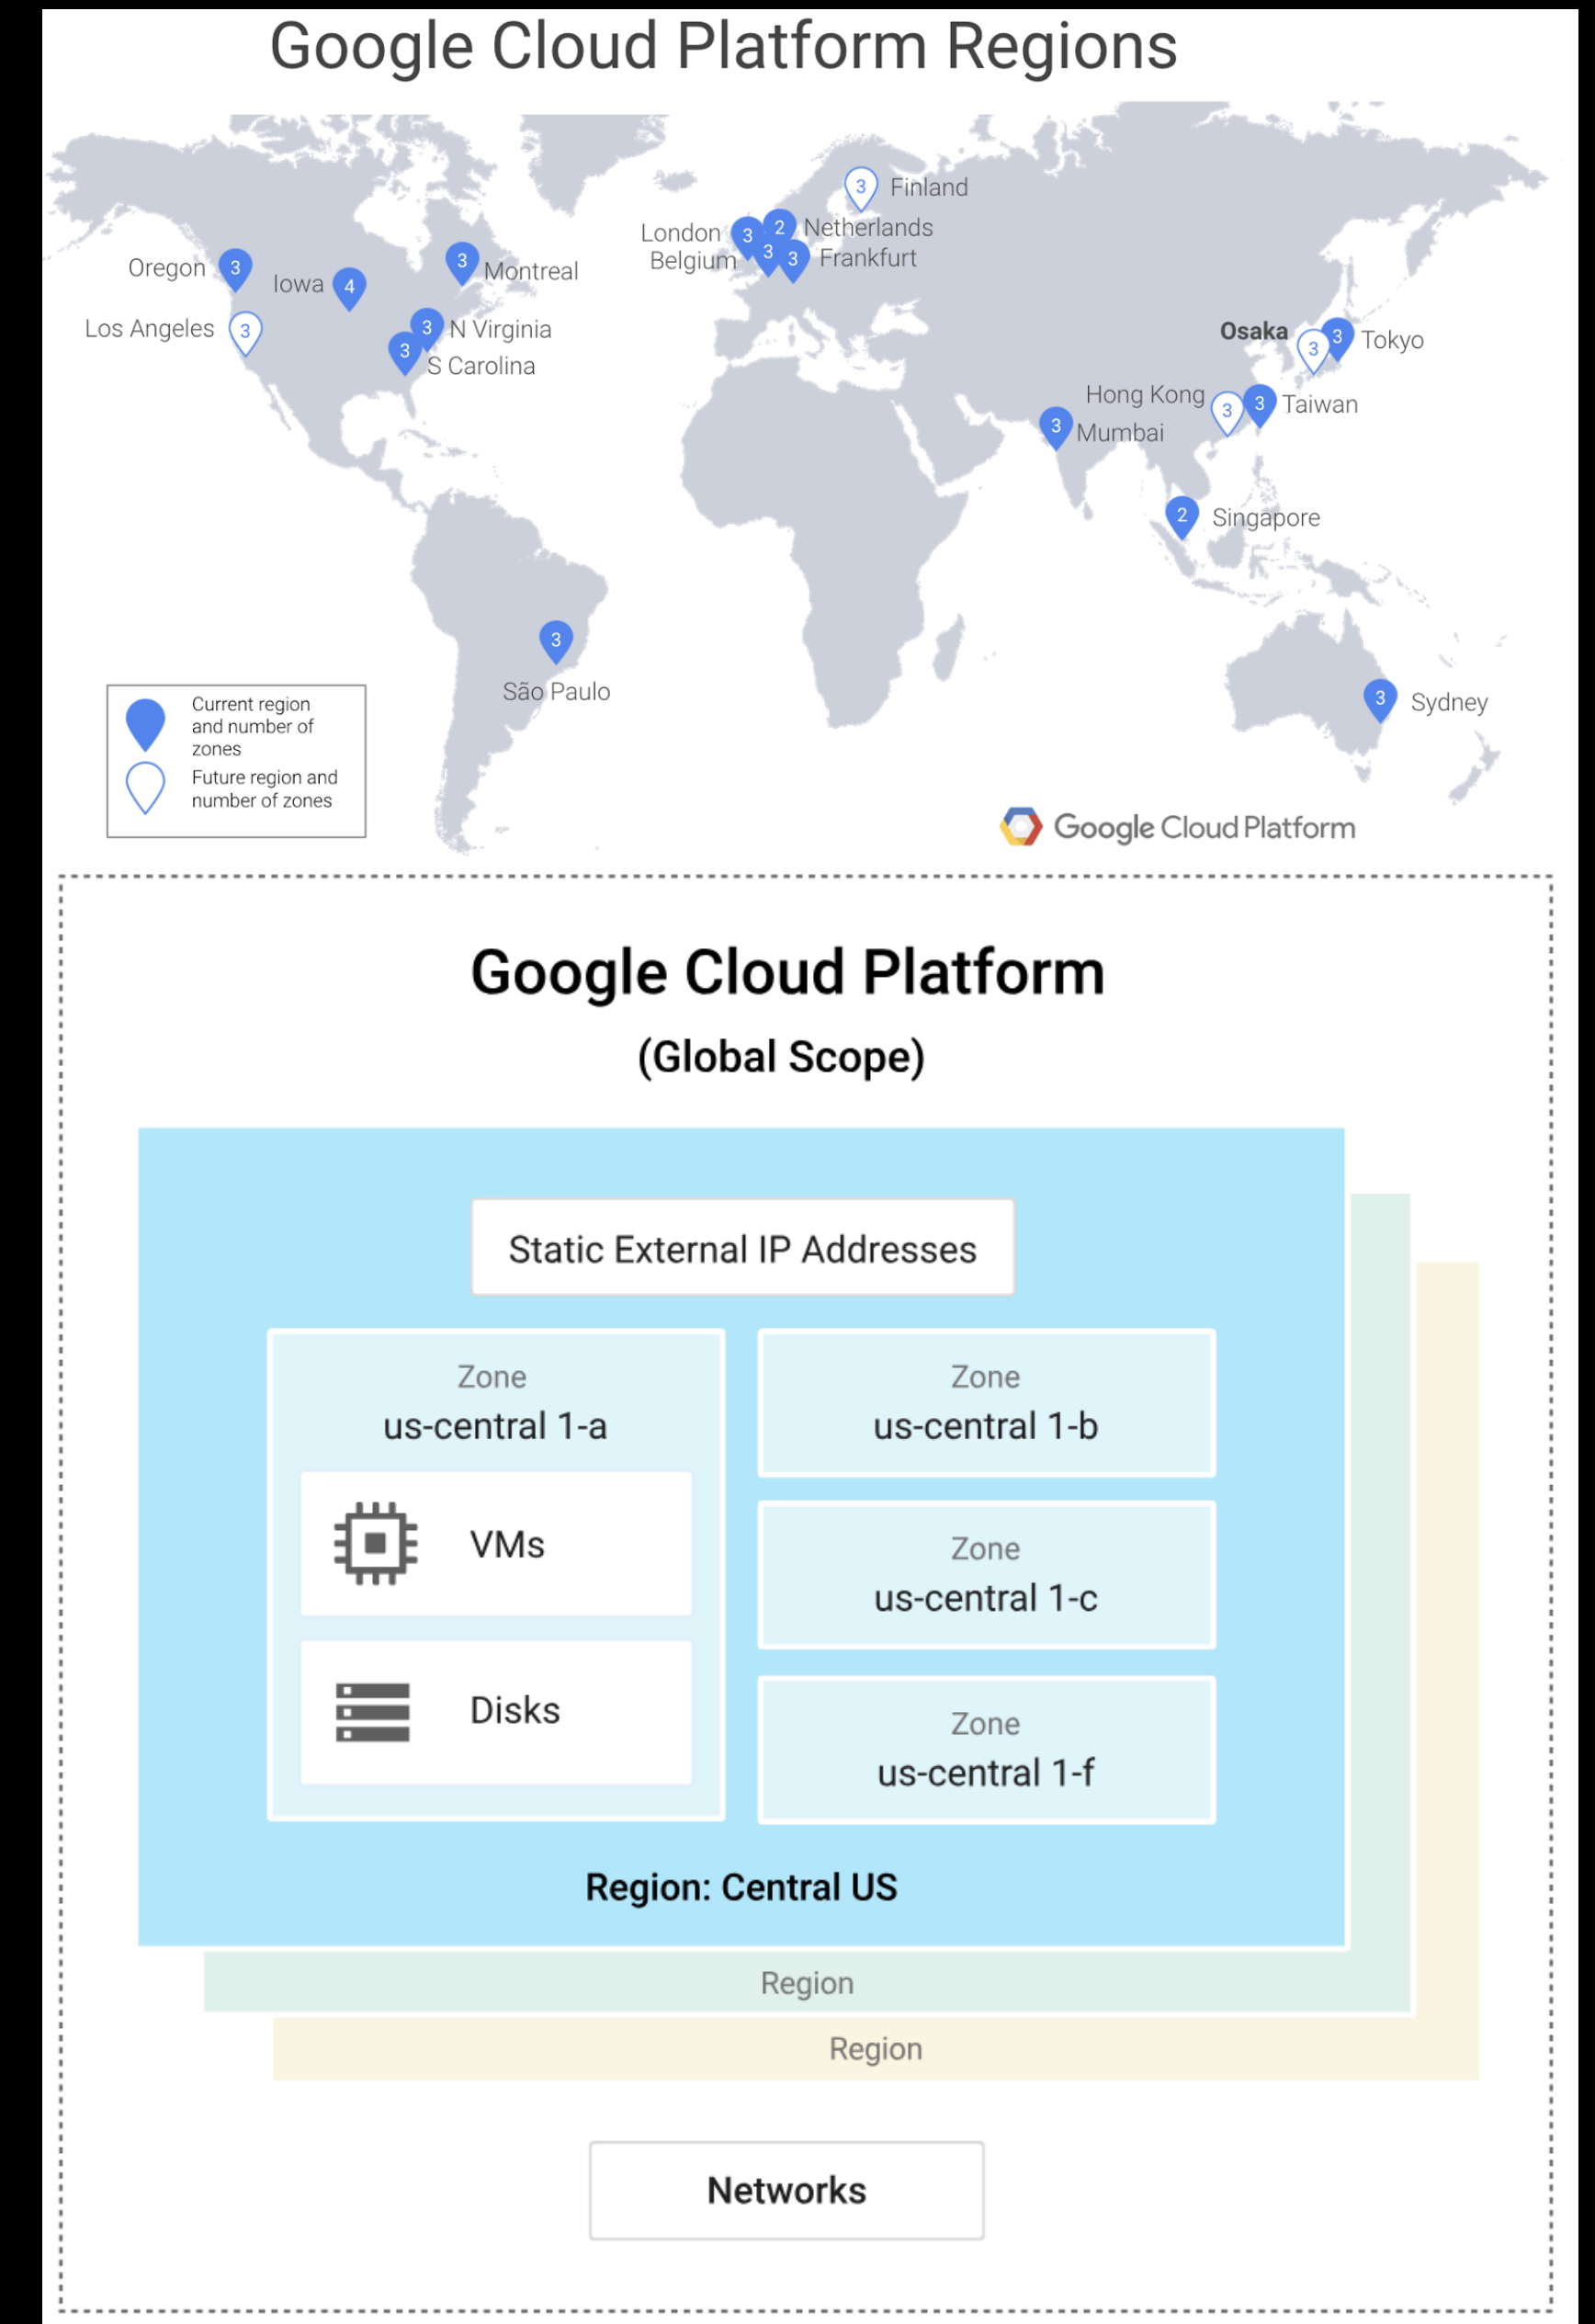 Google Cloud Platform Regions
3
Finland
London
3
2
Netherlands
Belgium
3
3
Frankfurt
Oregon
3
Iowa
4
3
Montreal
Los Angeles
3
3
N Virginia
3
S Carolina
Osaka
3
3
Tokyo
Hong Kong
3
3
Taiwan
3
Mumbai
2
Singapore
3
São Paulo
3
Sydney
Current region
and number of
zones
Future region and
number of zones
Google Cloud Platform
Google Cloud Platform
(Global Scope)
Static External IP Addresses
Zone
us-central 1-a
VMs
Disks
Zone
us-central 1-b
Zone
us-central 1-c
Zone
us-central 1-f
Region: Central US
Region
Region
Networks